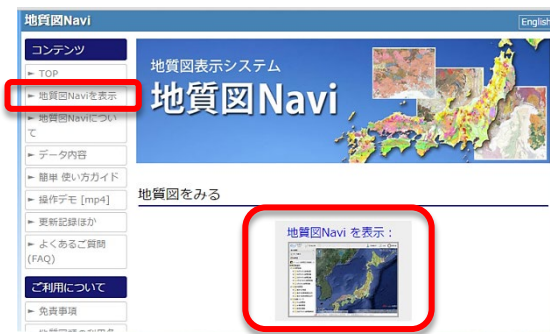 地質図Navi
English
コンテンツ
► TOP
► 地質図Naviを表示
► 地質図Naviについ
て
► データ内容
► 簡単 使い方ガイド
► 操作デモ [mp4]
► 更新記録ほか
► よくあるご質問
(FAQ)
ご利用について
► 免責事項
地質図表示システム
地質図Navi
地質図をみる
地質図Navi を表示：